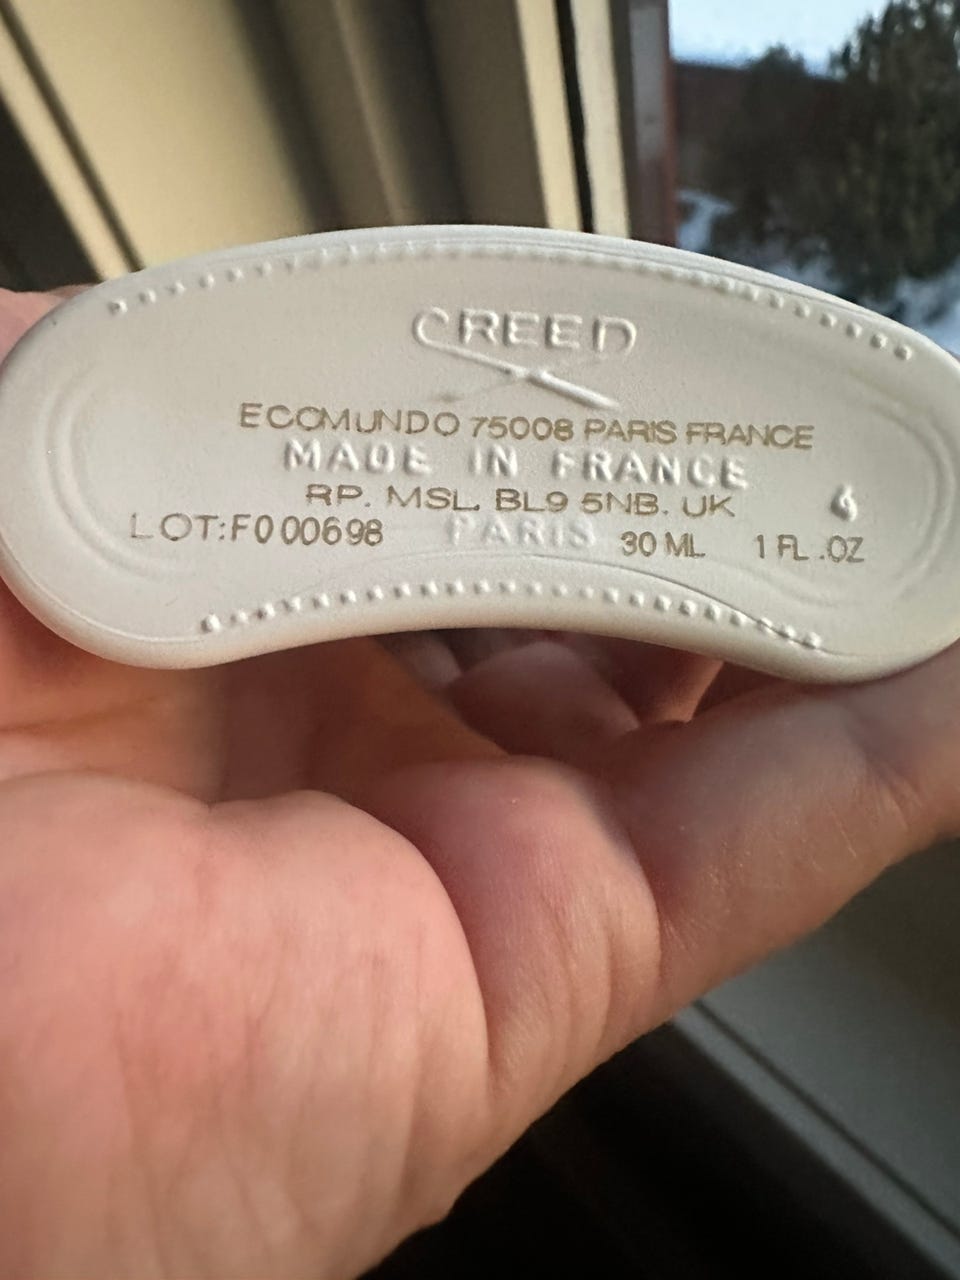 CREED
ECOMUNDO 75008 PARIS FRANCE
MADE IN FRANCE
RP. MSL BL9 5NB. UK
LOT:F000698 PARIS 30 ML 1 FL.OZ